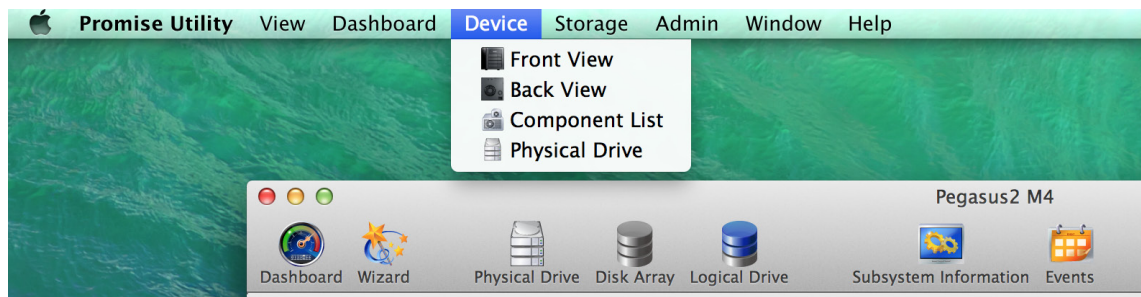 Promise Utility View Dashboard Device Storage Admin Window Help
Front View
Back View
Component List
Physical Drive
Pegasus2 M4
Dashboard Wizard Physical Drive Disk Array Logical Drive Subsystem Information Events